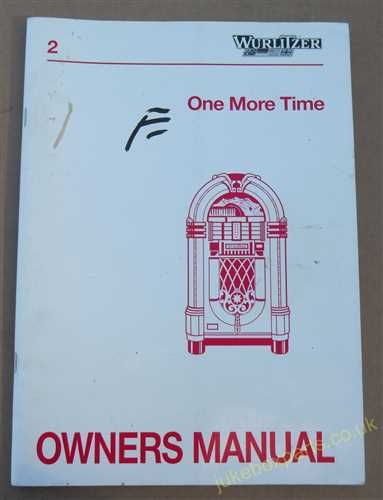 2
WURLITZER
One More Time
F
OWNERS MANUAL
jukeboxparts.co.uk